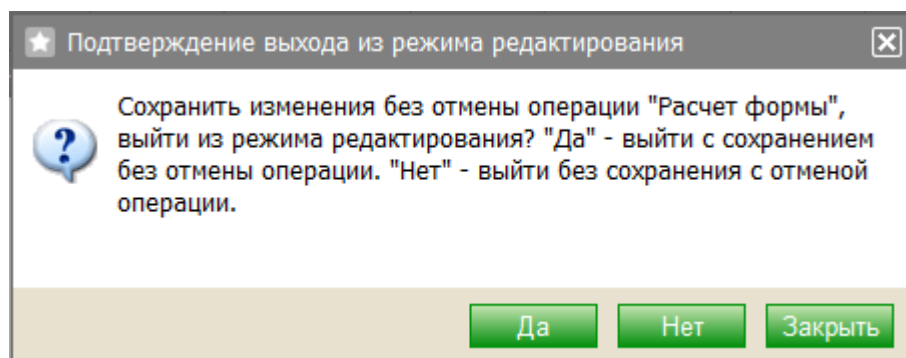 Подтверждение выхода из режима редактирования
Сохранить изменения без отмены операции "Расчет формы",
выйти из режима редактирования? "Да" - выйти с сохранением
без отмены операции. "Нет" - выйти без сохранения с отменой
операции.
Да Нет Закрыть